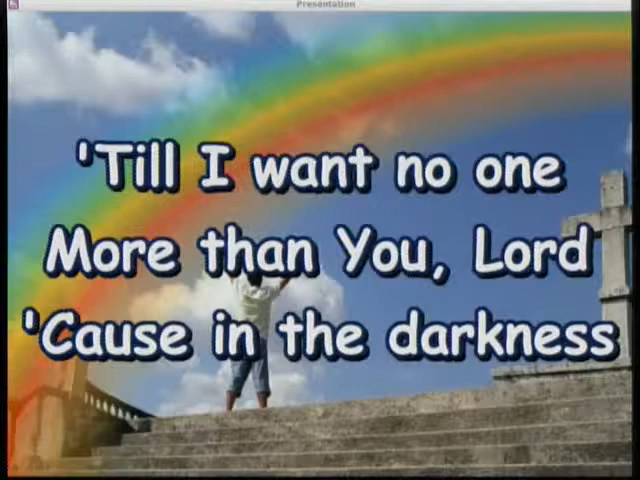 Presentation
'Till I want no one
More than You, Lord
'Cause in the darkness